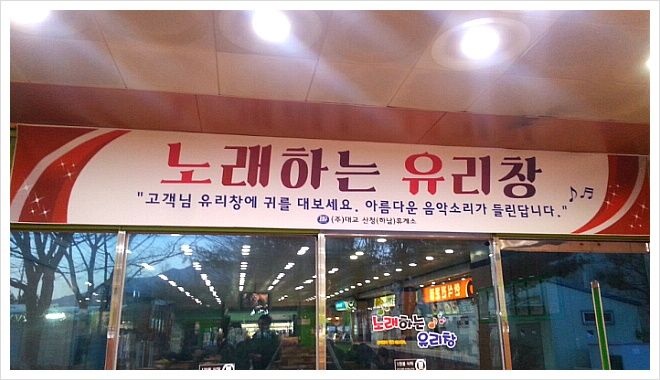 노래하는 유리창
"고객님 유리창에 귀를 대보세요. 아름다운 음악소리가 들린답니다."
(주)대교 산청(하남)휴게소
노래하는
유리창